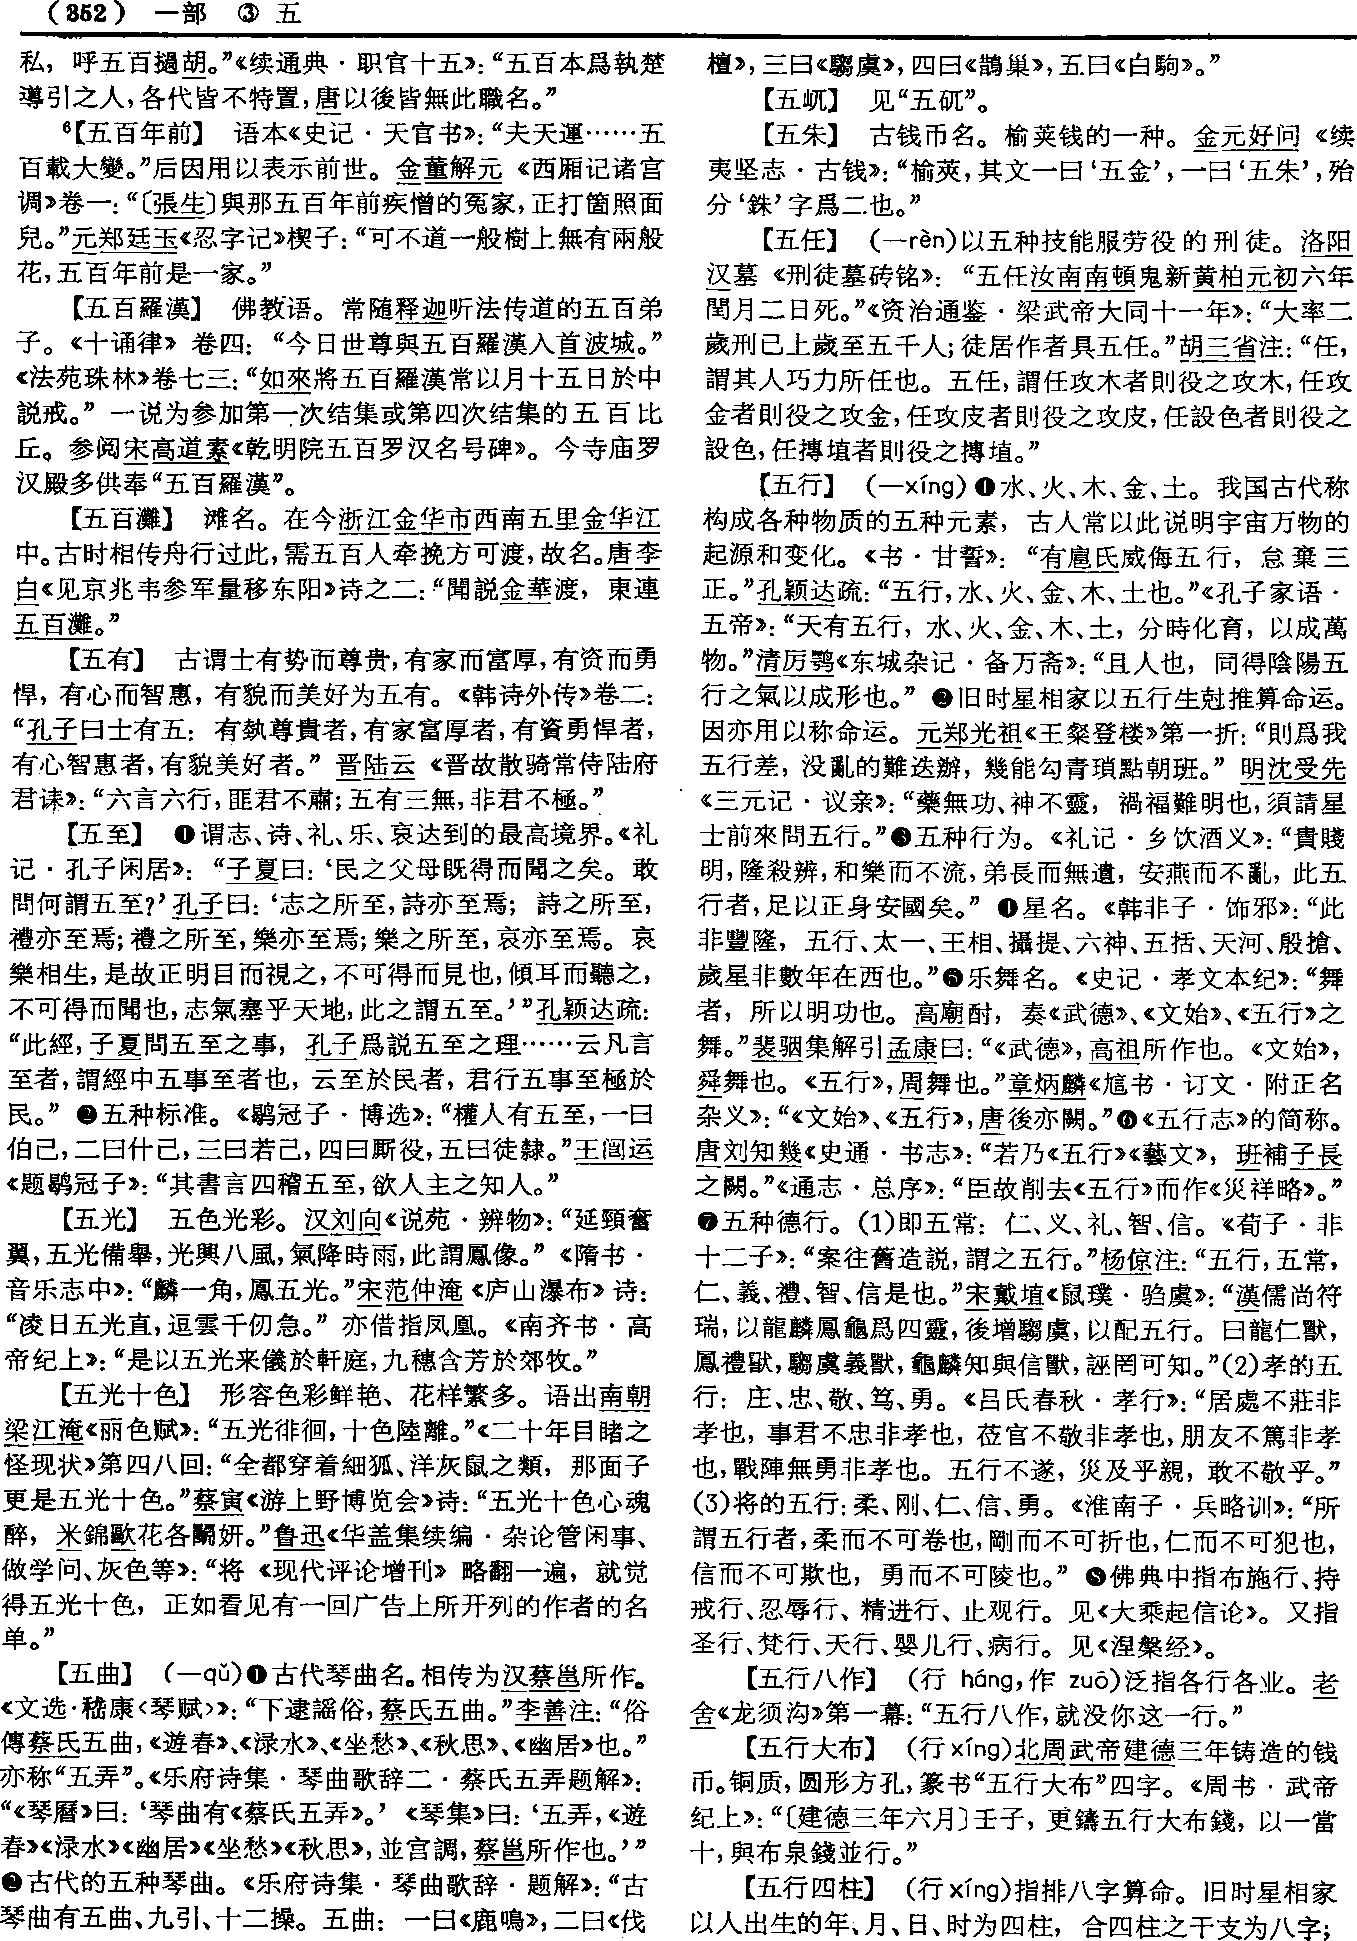 （352） 一部 ③ 五
私，呼五百撾胡。”《续通典·职官十五》：“五百本爲執楚
導引之人，各代皆不特置，唐以後皆無此職名。”
⁶【五百年前】 语本《史记·天官书》：“夫天運……五
百載大變。”后因用以表示前世。金董解元《西厢记诸宫
调》卷一：“〔張生〕與那五百年前疾憎的冤家，正打箇照面
兒。”元郑廷玉《忍字记》楔子：“可不道一般樹上無有兩般
花，五百年前是一家。”
【五百羅漢】 佛教语。常随释迦听法传道的五百弟
子。《十诵律》卷四：“今日世尊與五百羅漢入首波城。”
《法苑珠林》卷七三：“如來將五百羅漢常以月十五日於中
説戒。”一说为参加第一次结集或第四次结集的五百比
丘。参阅宋高道素《乾明院五百罗汉名号碑》。今寺庙罗
汉殿多供奉“五百羅漢”。
【五百灘】 滩名。在今浙江金华市西南五里金华江
中。古时相传舟行过此，需五百人牵挽方可渡，故名。唐李
白《见京兆韦参军量移东阳》诗之二：“聞説金華渡，東連
五百灘。”
【五有】 古谓士有势而尊贵，有家而富厚，有资而勇
悍，有心而智惠，有貌而美好为五有。《韩诗外传》卷二：
“孔子曰士有五：有埶尊貴者，有家富厚者，有資勇悍者，
有心智惠者，有貌美好者。”晋陆云《晋故散骑常侍陆府
君诔》：“六言六行，匪君不肅；五有三無，非君不極。”
【五至】 ❶谓志、诗、礼、乐、哀达到的最高境界。《礼
记·孔子闲居》：“子夏曰：‘民之父母既得而聞之矣。敢
問何謂五至？’孔子曰：‘志之所至，詩亦至焉；詩之所至，
禮亦至焉；禮之所至，樂亦至焉；樂之所至，哀亦至焉。哀
樂相生，是故正明目而視之，不可得而見也，傾耳而聽之，
不可得而聞也，志氣塞乎天地，此之謂五至。’”孔颖达疏：
“此經，子夏問五至之事，孔子爲説五至之理……云凡言
至者，謂經中五事至者也，云至於民者，君行五事至極於
民。”❷五种标准。《鹖冠子·博选》：“權人有五至，一曰
伯己，二曰什己，三曰若己，四曰厮役，五曰徒隸。”王闿运
《题鹖冠子》：“其書言四稽五至，欲人主之知人。”
【五光】 五色光彩。汉刘向《说苑·辨物》：“延頸奮
翼，五光備舉，光興八風，氣降時雨，此謂鳳像。”《隋书·
音乐志中》：“麟一角，鳳五光。”宋范仲淹《庐山瀑布》诗：
“凌日五光直，逗雲千仞急。”亦借指凤凰。《南齐书·高
帝纪上》：“是以五光来儀於軒庭，九穗含芳於郊牧。”
【五光十色】 形容色彩鲜艳、花样繁多。语出南朝
梁江淹《丽色赋》：“五光徘徊，十色陸離。”《二十年目睹之
怪现状》第四八回：“全都穿着細狐、洋灰鼠之類，那面子
更是五光十色。”蔡寅《游上野博览会》诗：“五光十色心魂
醉，米錦歐花各鬭妍。”鲁迅《华盖集续编·杂论管闲事、
做学问、灰色等》：“将《现代评论增刊》略翻一遍，就觉
得五光十色，正如看见有一回广告上所开列的作者的名
单。”
【五曲】 （一qǔ）❶古代琴曲名。相传为汉蔡邕所作。
《文选·嵇康〈琴赋〉》：“下逮謡俗，蔡氏五曲。”李善注：“俗
傳蔡氏五曲，《遊春》、《渌水》、《坐愁》、《秋思》、《幽居》也。”
亦称“五弄”。《乐府诗集·琴曲歌辞二·蔡氏五弄题解》：
“《琴曆》曰：‘琴曲有《蔡氏五弄》。’《琴集》曰：‘五弄，《遊
春》《渌水》《幽居》《坐愁》《秋思》，並宫調，蔡邕所作也。’”
❷古代的五种琴曲。《乐府诗集·琴曲歌辞·题解》：“古
琴曲有五曲、九引、十二操。五曲：一曰《鹿鳴》，二曰《伐
檀》，三曰《騶虞》，四曰《鵲巢》，五曰《白駒》。”
【五屼】 见“五矹”。
【五朱】 古钱币名。榆荚钱的一种。金元好问《续
夷坚志·古钱》：“榆莢，其文一曰‘五金’，一曰‘五朱’，殆
分‘銖’字爲二也。”
【五任】 （一rèn）以五种技能服劳役的刑徒。洛阳
汉墓《刑徒墓砖铭》：“五任汝南南頓鬼新黄柏元初六年
閏月二日死。”《资治通鉴·梁武帝大同十一年》：“大率二
歲刑已上歲至五千人；徒居作者具五任。”胡三省注：“任，
謂其人巧力所任也。五任，謂任攻木者則役之攻木，任攻
金者則役之攻金，任攻皮者則役之攻皮，任設色者則役之
設色，任摶埴者則役之摶埴。”
【五行】 （一xíng）❶水、火、木、金、土。我国古代称
构成各种物质的五种元素，古人常以此说明宇宙万物的
起源和变化。《书·甘誓》：“有扈氏威侮五行，怠棄三
正。”孔颖达疏：“五行，水、火、金、木、土也。”《孔子家语·
五帝》：“天有五行，水、火、金、木、土，分時化育，以成萬
物。”清厉鹗《东城杂记·备万斋》：“且人也，同得陰陽五
行之氣以成形也。”❷旧时星相家以五行生尅推算命运。
因亦用以称命运。元郑光祖《王粲登楼》第一折：“則爲我
五行差，没亂的難迭辦，幾能勾青瑣點朝班。”明沈受先
《三元记·议亲》：“藥無功、神不靈，禍福難明也，須請星
士前來問五行。”❸五种行为。《礼记·乡饮酒义》：“貴賤
明，隆殺辨，和樂而不流，弟長而無遺，安燕而不亂，此五
行者，足以正身安國矣。”❹星名。《韩非子·饰邪》：“此
非豐隆，五行、太一、王相、攝提、六神、五括、天河、殷搶、
歲星非數年在西也。”❺乐舞名。《史记·孝文本纪》：“舞
者，所以明功也。高廟酎，奏《武德》、《文始》、《五行》之
舞。”裴骃集解引孟康曰：“《武德》，高祖所作也。《文始》，
舜舞也。《五行》，周舞也。”章炳麟《訄书·订文·附正名
杂义》：“《文始》、《五行》，唐後亦闕。”❻《五行志》的简称。
唐刘知幾《史通·书志》：“若乃《五行》《藝文》，班補子長
之闕。”《通志·总序》：“臣故削去《五行》而作《災祥略》。”
❼五种德行。(1)即五常：仁、义、礼、智、信。《荀子·非
十二子》：“案往舊造説，謂之五行。”杨倞注：“五行，五常，
仁、義、禮、智、信是也。”宋戴埴《鼠璞·驺虞》：“漢儒尚符
瑞，以龍麟鳳龜爲四靈，後增騶虞，以配五行。曰龍仁獸，
鳳禮獸，騶虞義獸，龜麟知與信獸，誣罔可知。”(2)孝的五
行：庄、忠、敬、笃、勇。《吕氏春秋·孝行》：“居處不莊非
孝也，事君不忠非孝也，莅官不敬非孝也，朋友不篤非孝
也，戰陣無勇非孝也。五行不遂，災及乎親，敢不敬乎。”
(3)将的五行：柔、刚、仁、信、勇。《淮南子·兵略训》：“所
謂五行者，柔而不可卷也，剛而不可折也，仁而不可犯也，
信而不可欺也，勇而不可陵也。”❽佛典中指布施行、持
戒行、忍辱行、精进行、止观行。见《大乘起信论》。又指
圣行、梵行、天行、婴儿行、病行。见《涅槃经》。
【五行八作】 （行 háng，作 zuō）泛指各行各业。老
舍《龙须沟》第一幕：“五行八作，就没你这一行。”
【五行大布】 （行xíng）北周武帝建德三年铸造的钱
币。铜质，圆形方孔，篆书“五行大布”四字。《周书·武帝
纪上》：“〔建德三年六月〕壬子，更鑄五行大布錢，以一當
十，與布泉錢並行。”
【五行四柱】 （行xíng）指排八字算命。旧时星相家
以人出生的年、月、日、时为四柱，合四柱之干支为八字；